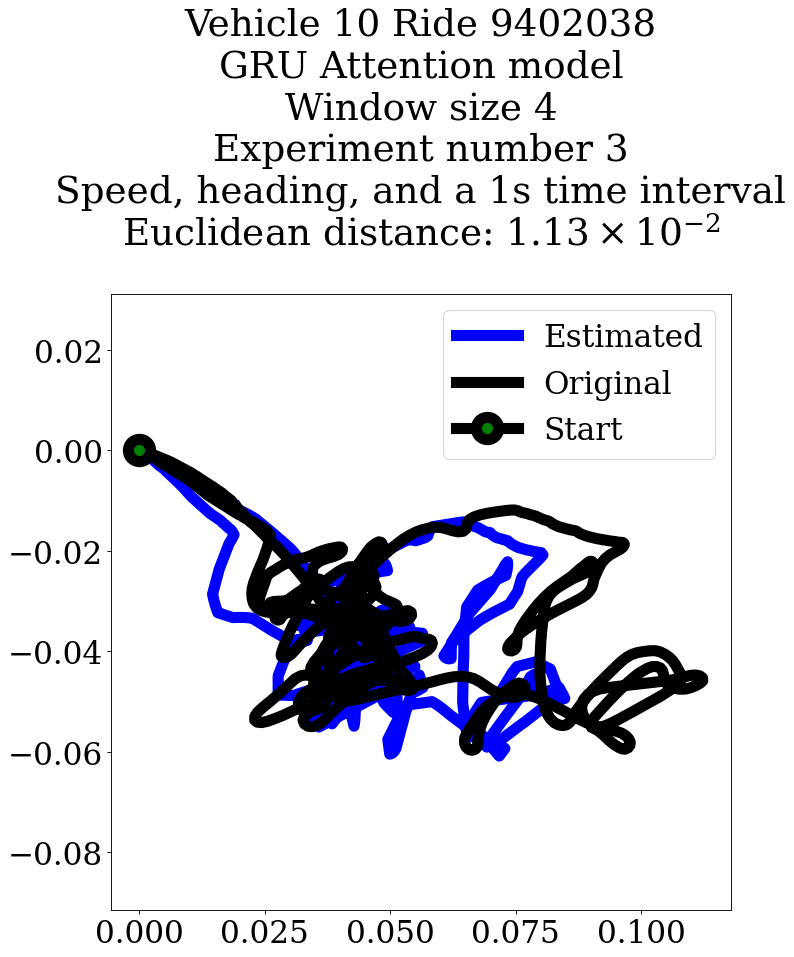 Vehicle 10 Ride 9402038
GRU Attention model
Window size 4
Experiment number 3
Speed, heading, and a 1s time interval
Euclidean distance: 1.13 × 10⁻²
Estimated
Original
Start
0.02
0.00
−0.02
−0.04
−0.06
−0.08
0.000 0.025 0.050 0.075 0.100